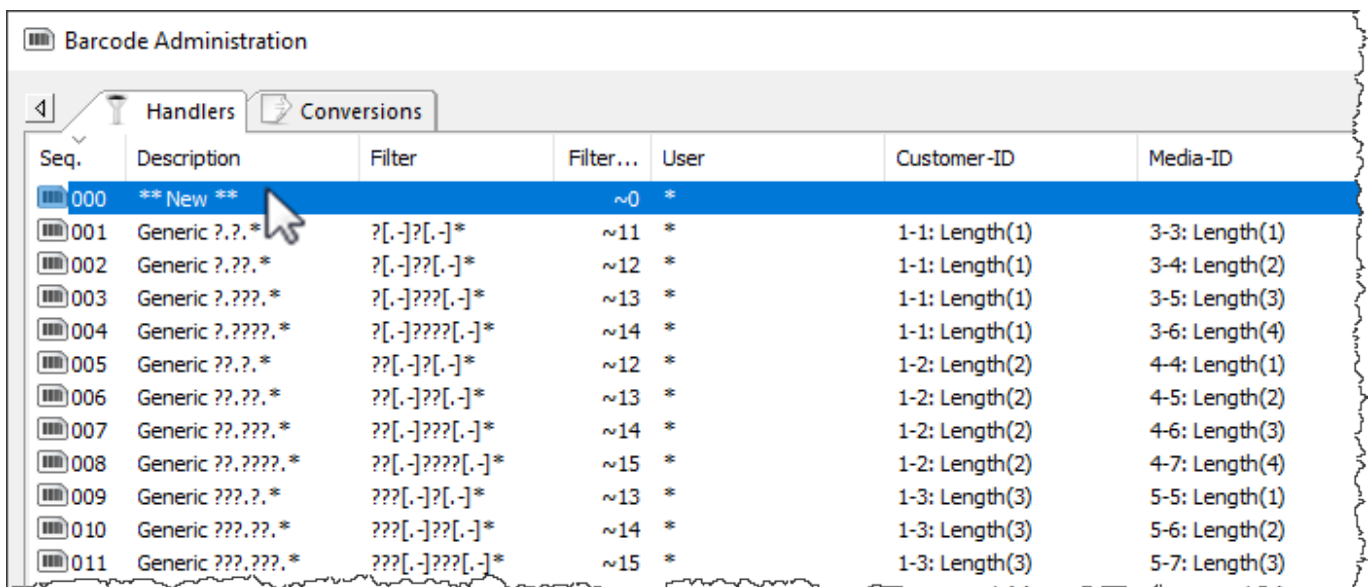 Barcode Administration
Handlers Conversions
Seq. Description Filter Filter... User Customer-ID Media-ID
000 ** New ** ~0 *
001 Generic ?.?.* ?[.-]?[.-]* ~11 * 1-1: Length(1) 3-3: Length(1)
002 Generic ?.??.* ?[.-]??[.-]* ~12 * 1-1: Length(1) 3-4: Length(2)
003 Generic ?.???.* ?[.-]???[.-]* ~13 * 1-1: Length(1) 3-5: Length(3)
004 Generic ?.????.* ?[.-]????[.-]* ~14 * 1-1: Length(1) 3-6: Length(4)
005 Generic ??.?.* ??[.-]?[.-]* ~12 * 1-2: Length(2) 4-4: Length(1)
006 Generic ??.??.* ??[.-]??[.-]* ~13 * 1-2: Length(2) 4-5: Length(2)
007 Generic ??.???.* ??[.-]???[.-]* ~14 * 1-2: Length(2) 4-6: Length(3)
008 Generic ??.????.* ??[.-]????[.-]* ~15 * 1-2: Length(2) 4-7: Length(4)
009 Generic ???.?.* ???[.-]?[.-]* ~13 * 1-3: Length(3) 5-5: Length(1)
010 Generic ???.??.* ???[.-]??[.-]* ~14 * 1-3: Length(3) 5-6: Length(2)
011 Generic ???.???.* ???[.-]???[.-]* ~15 * 1-3: Length(3) 5-7: Length(3)